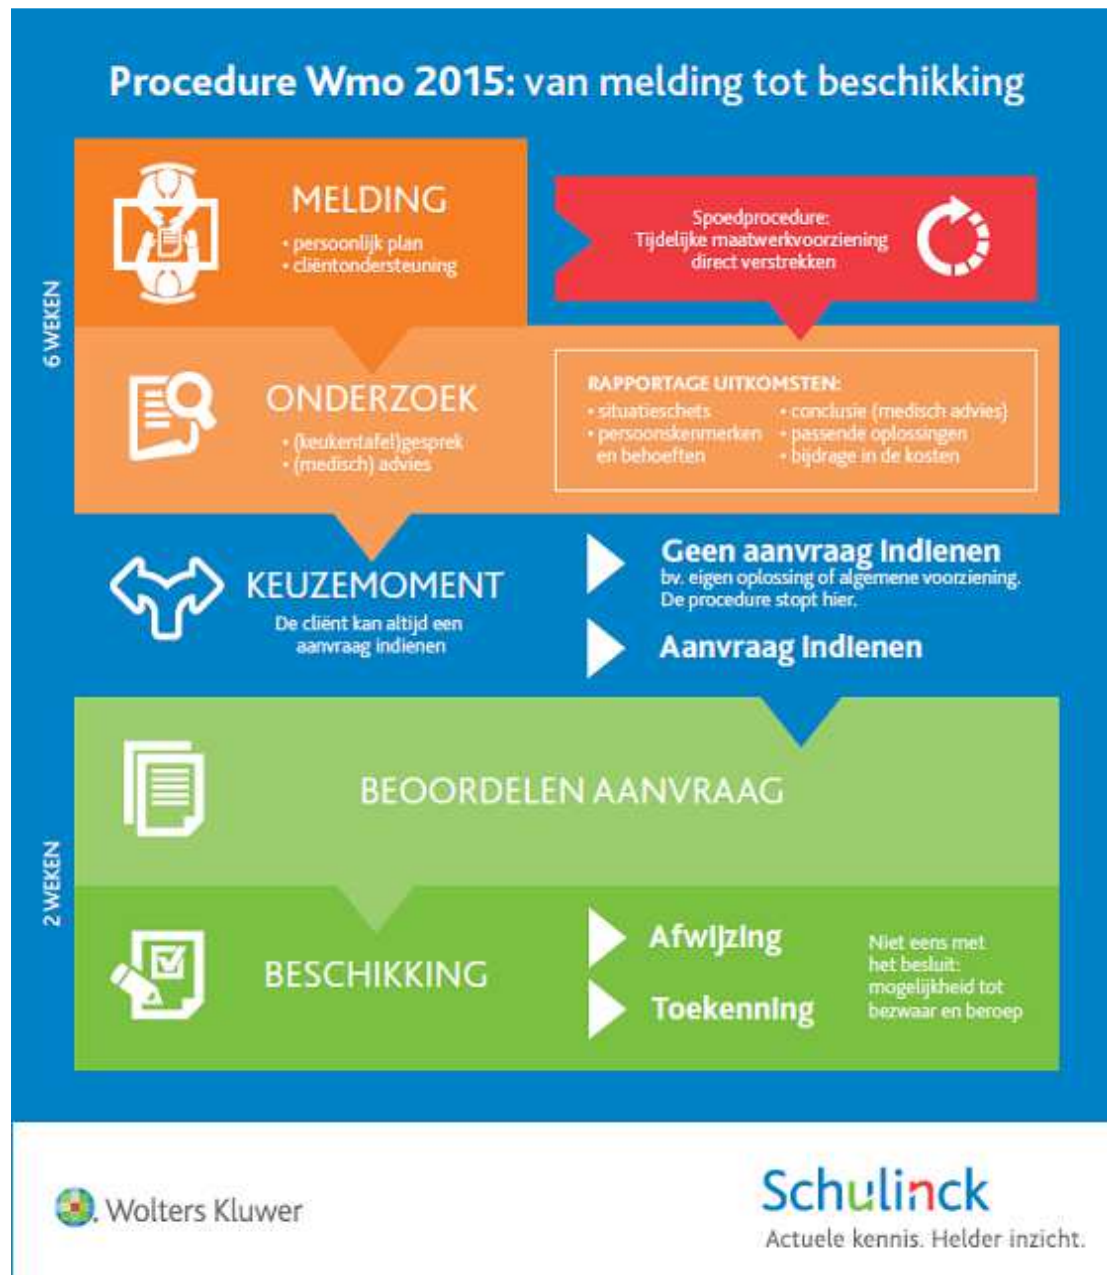 Procedure Wmo 2015: van melding tot beschikking
6 WEKEN
MELDING
• persoonlijk plan
• cliëntondersteuning
Spoedprocedure:
Tijdelijke maatwerkvoorziening
direct verstrekken
ONDERZOEK
• (keukentafel)gesprek
• (medisch) advies
RAPPORTAGE UITKOMSTEN:
• situatieschets
• persoonskenmerken
en behoeften
• conclusie (medisch advies)
• passende oplossingen
• bijdrage in de kosten
KEUZEMOMENT
De cliënt kan altijd een
aanvraag indienen
Geen aanvraag indienen
bv. eigen oplossing of algemene voorziening.
De procedure stopt hier.
Aanvraag indienen
2 WEKEN
BEOORDELEN AANVRAAG
BESCHIKKING
Afwijzing
Toekenning
Niet eens met
het besluit:
mogelijkheid tot
bezwaar en beroep
Wolters Kluwer
Schulinck
Actuele kennis. Helder inzicht.